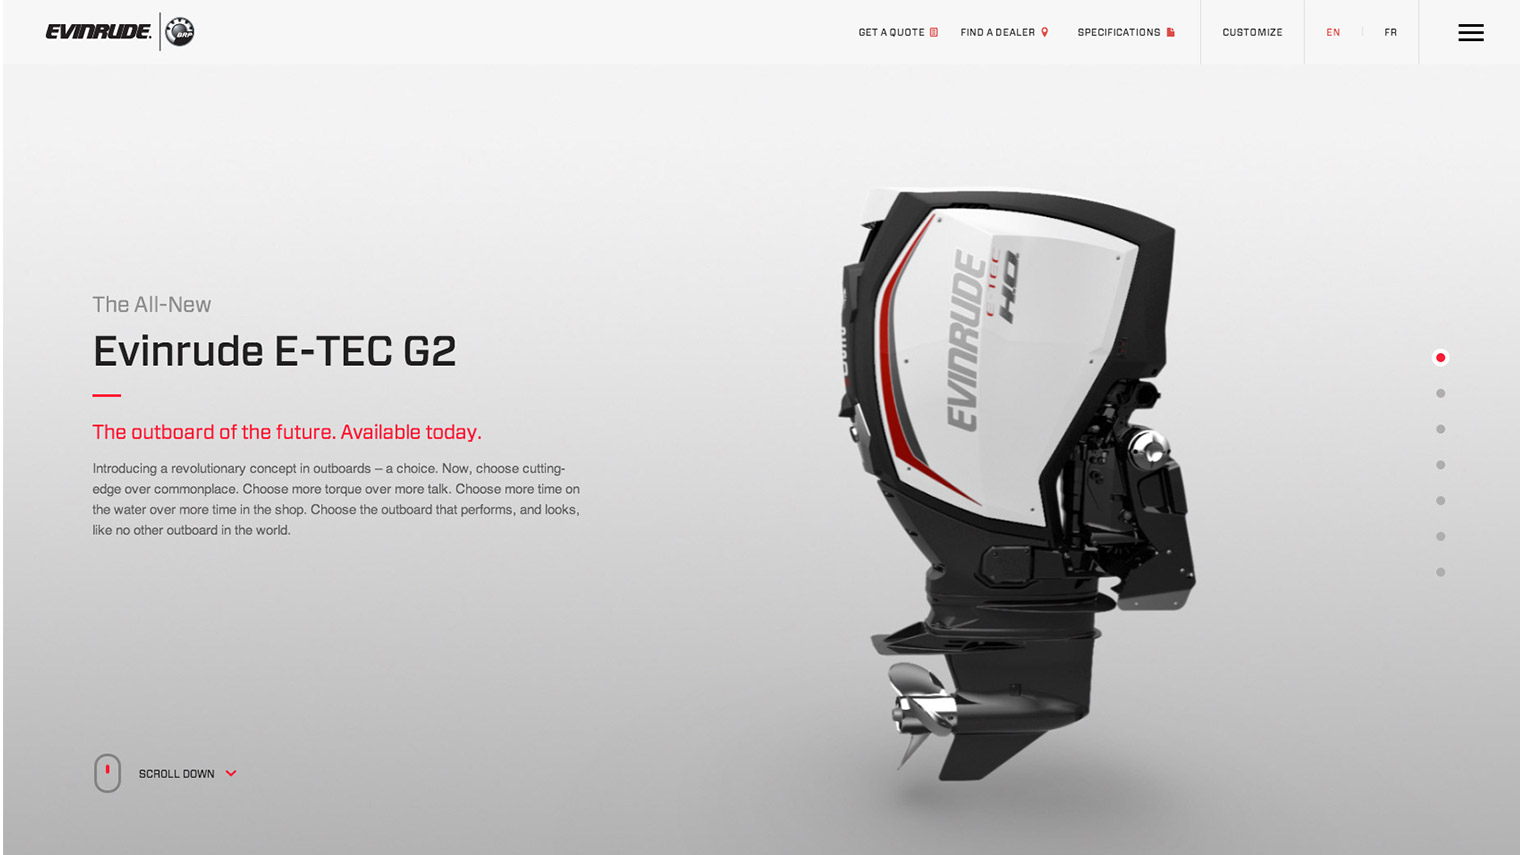 EVINRUDE. BRP
GET A QUOTE
FIND A DEALER
SPECIFICATIONS
CUSTOMIZE
EN
FR
The All-New
Evinrude E-TEC G2
The outboard of the future. Available today.
Introducing a revolutionary concept in outboards – a choice. Now, choose cutting-
edge over commonplace. Choose more torque over more talk. Choose more time on
the water over more time in the shop. Choose the outboard that performs, and looks,
like no other outboard in the world.
EVINRUDE
E-TEC
H.O.
SCROLL DOWN